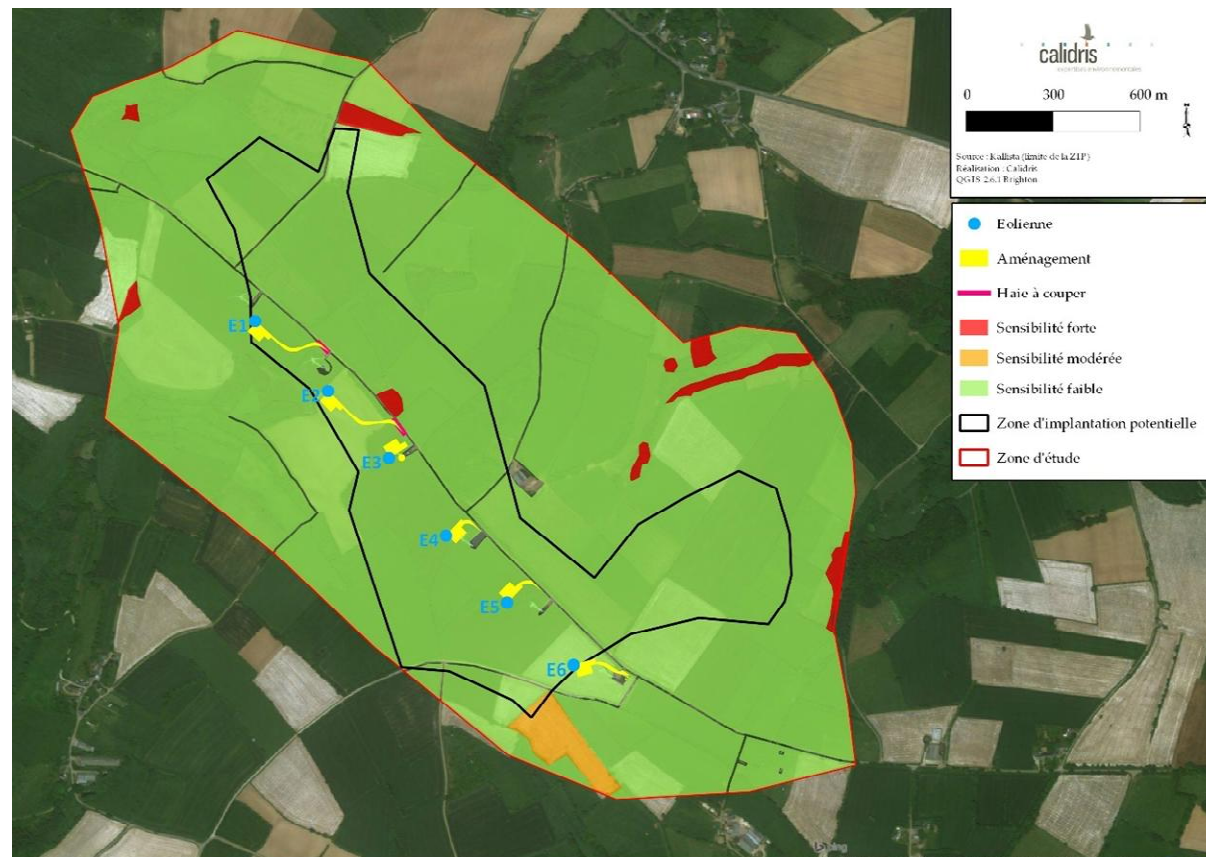 calidris
expertises environnementales
0 300 600 m
Source : Kallista (limite de la ZIP)
Réalisation : Calidris
QGIS 2.6.1 Brighton
Eolienne
Aménagement
Haie à couper
Sensibilité forte
Sensibilité modérée
Sensibilité faible
Zone d'implantation potentielle
Zone d'étude
E1
E2
E3
E4
E5
E6